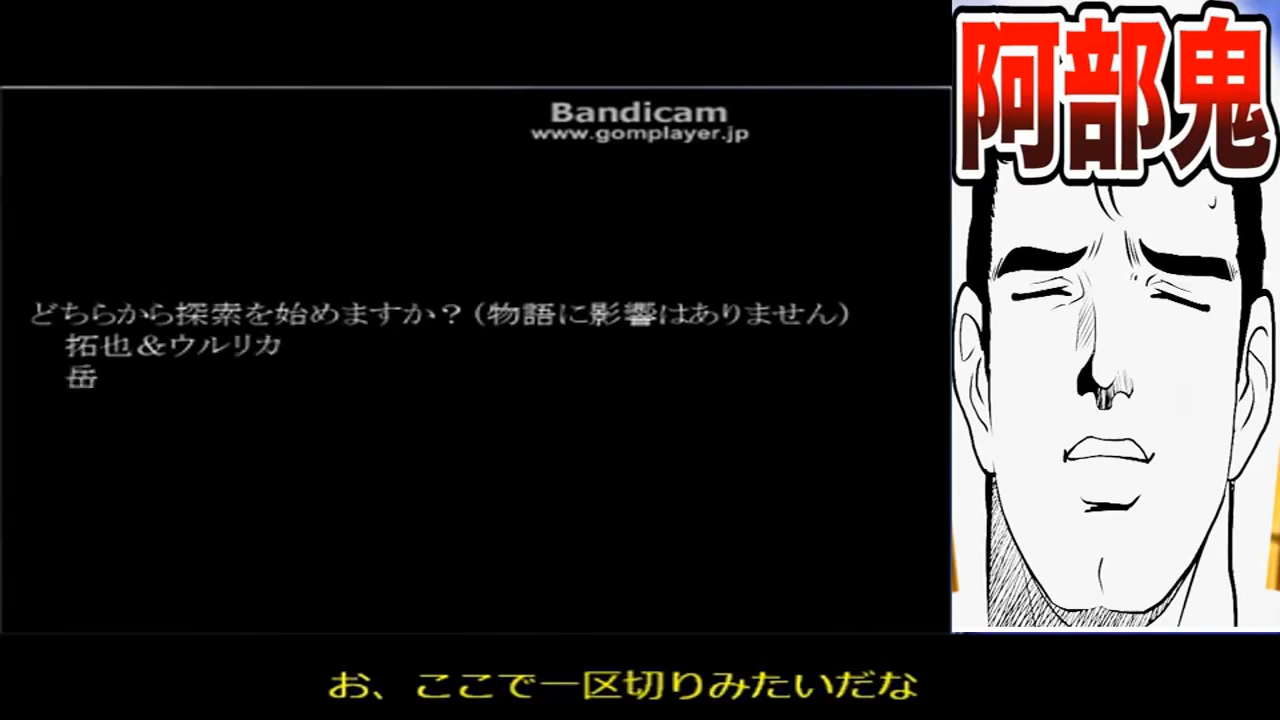 阿部鬼
Bandicam
www.gomplayer.jp
どちらから探索を始めますか？（物語に影響はありません）
拓也＆ウルリカ
岳
お、ここで一区切りみたいだな